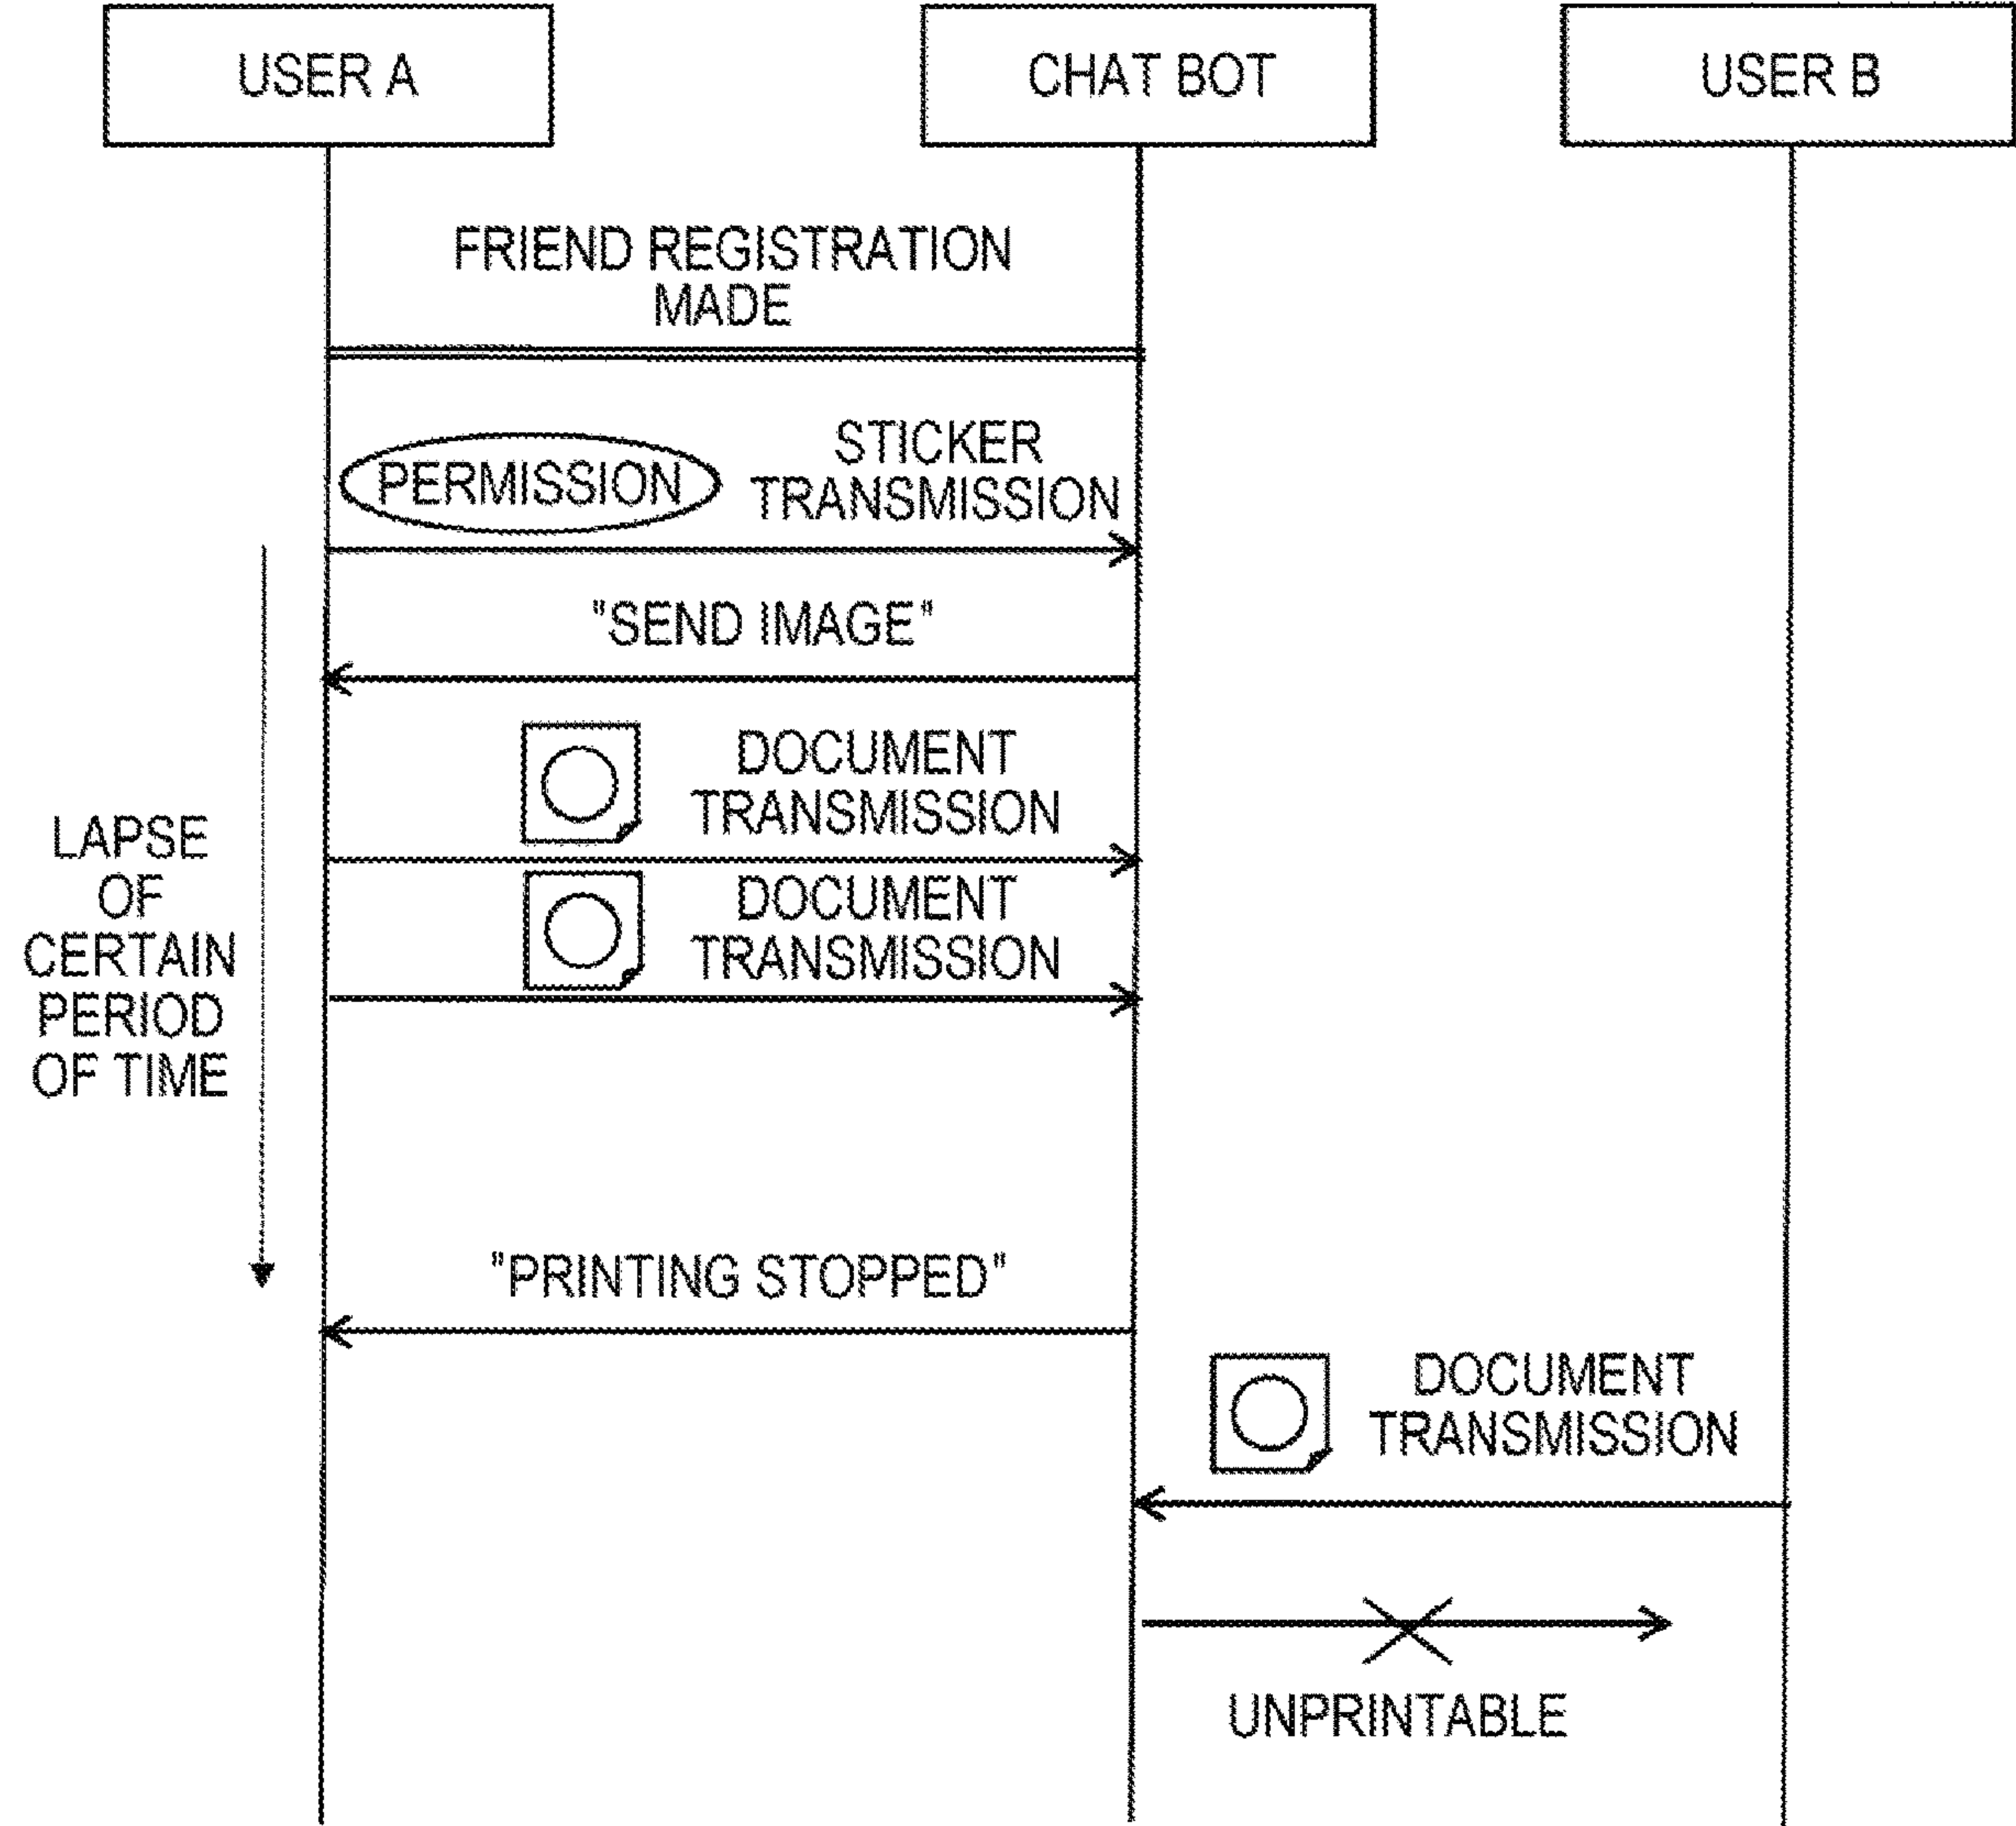 USER A
CHAT BOT
USER B
FRIEND REGISTRATION
MADE
PERMISSION
STICKER
TRANSMISSION
"SEND IMAGE"
DOCUMENT
TRANSMISSION
DOCUMENT
TRANSMISSION
LAPSE
OF
CERTAIN
PERIOD
OF TIME
"PRINTING STOPPED"
DOCUMENT
TRANSMISSION
UNPRINTABLE